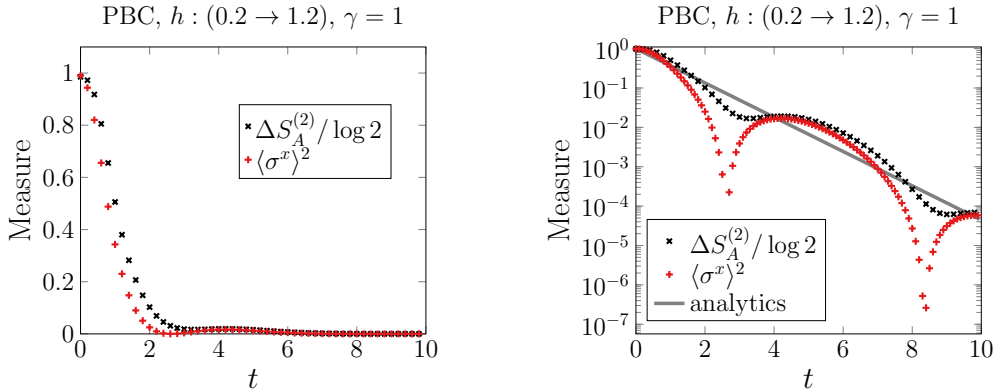 PBC, h : (0.2 → 1.2), γ = 1
1
0.8
0.6
0.4
0.2
0
0 2 4 6 8 10
Measure
t
ΔS_A^{(2)} / log 2
⟨σ^x⟩^2
PBC, h : (0.2 → 1.2), γ = 1
10^0
10^{-1}
10^{-2}
10^{-3}
10^{-4}
10^{-5}
10^{-6}
10^{-7}
0 2 4 6 8 10
Measure
t
ΔS_A^{(2)} / log 2
⟨σ^x⟩^2
analytics